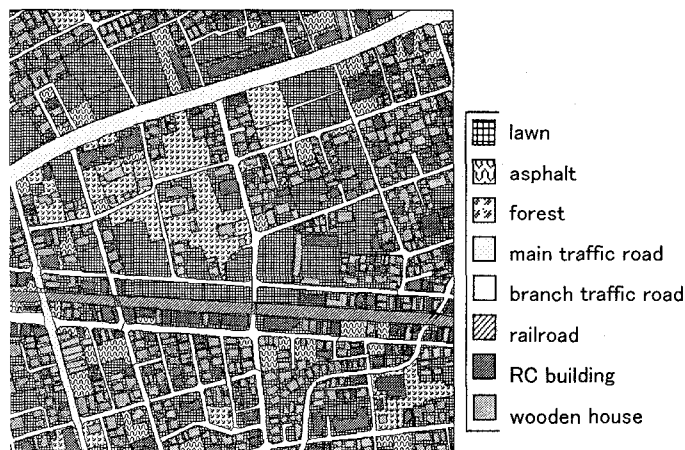 lawn
asphalt
forest
main traffic road
branch traffic road
railroad
RC building
wooden house